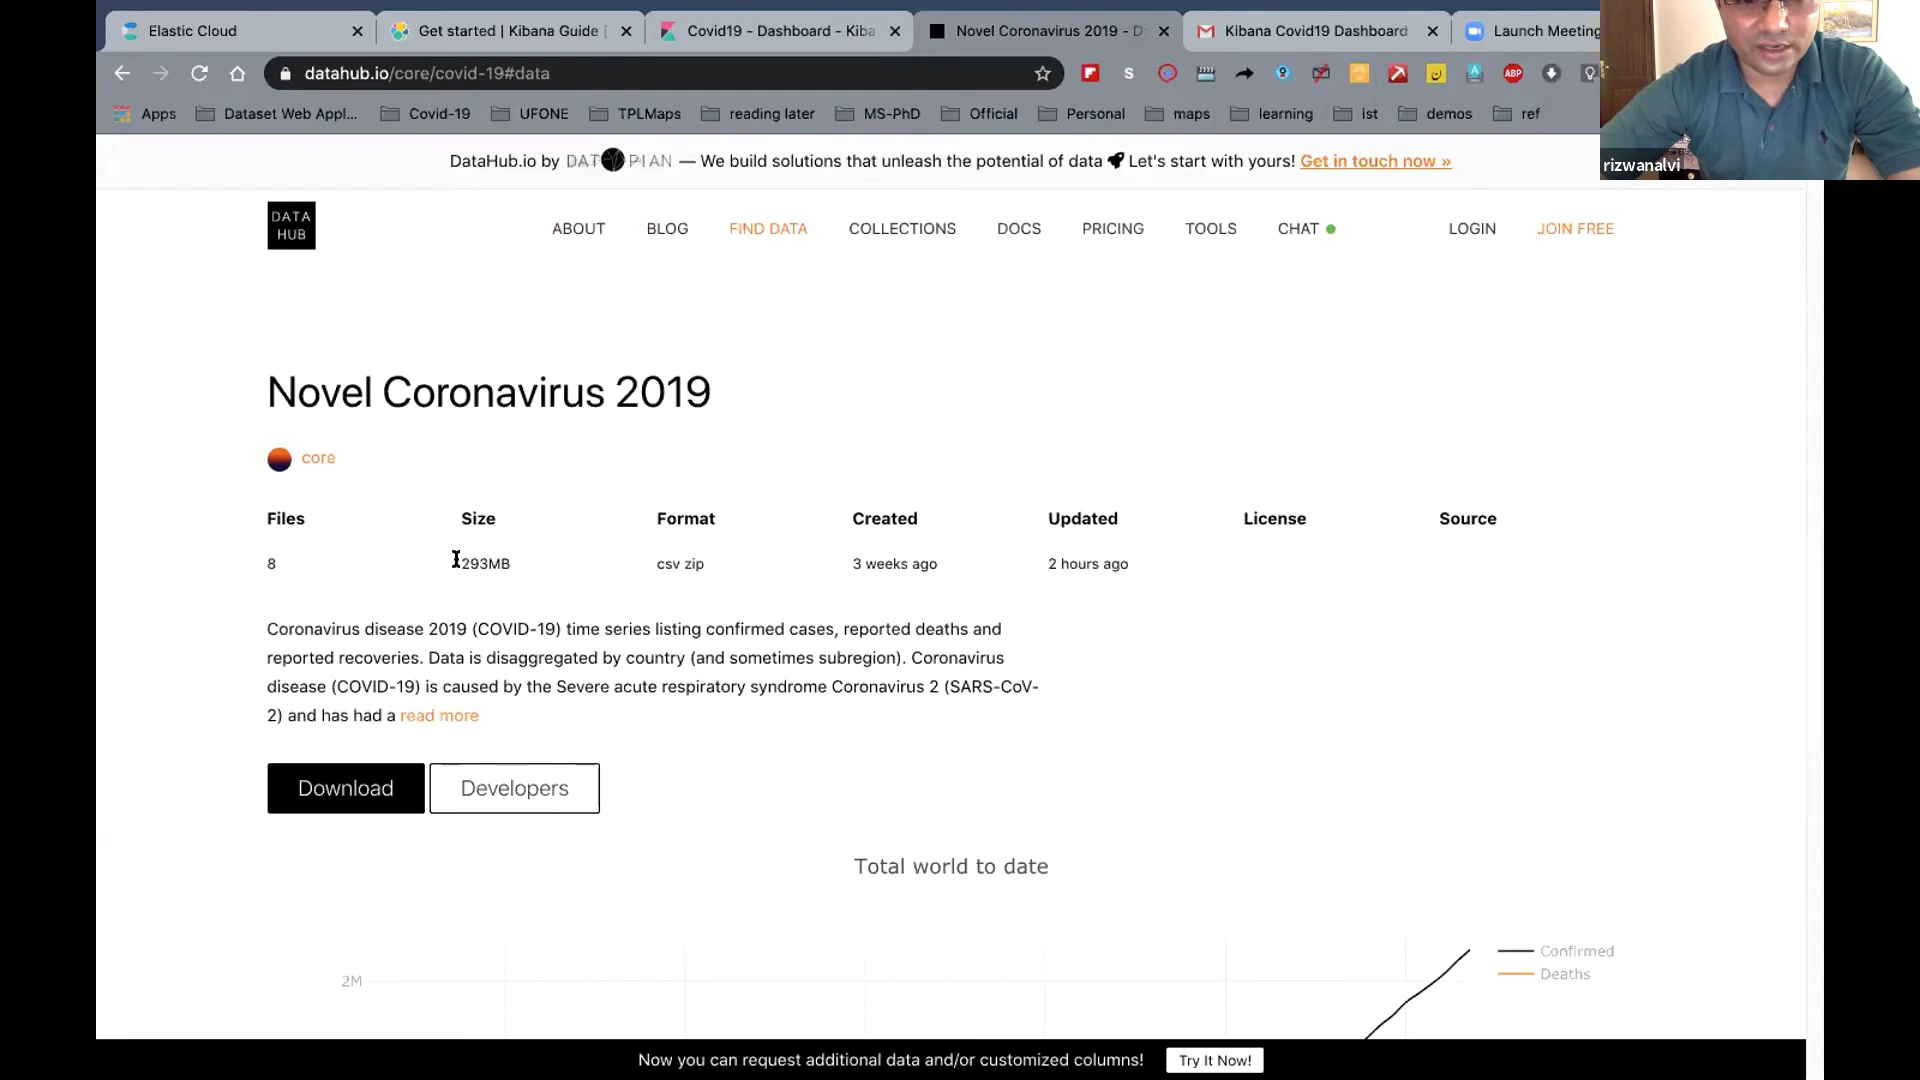 Elastic Cloud
Get started | Kibana Guide [
Covid19 - Dashboard - Kiba
Novel Coronavirus 2019 - D
Kibana Covid19 Dashboard
Launch Meeting
datahub.io/core/covid-19#data
S
ABP
Apps
Dataset Web Appl...
Covid-19
UFONE
TPLMaps
reading later
MS-PhD
Official
Personal
maps
learning
ist
demos
ref
rizwanalvi
DataHub.io by DATOPIAN — We build solutions that unleash the potential of data Let's start with yours! Get in touch now »
DATA
HUB
ABOUT
BLOG
FIND DATA
COLLECTIONS
DOCS
PRICING
TOOLS
CHAT
LOGIN
JOIN FREE
Novel Coronavirus 2019
core
Files Size Format Created Updated License Source
8 293MB csv zip 3 weeks ago 2 hours ago
Coronavirus disease 2019 (COVID-19) time series listing confirmed cases, reported deaths and
reported recoveries. Data is disaggregated by country (and sometimes subregion). Coronavirus
disease (COVID-19) is caused by the Severe acute respiratory syndrome Coronavirus 2 (SARS-CoV-
2) and has had a read more
Download
Developers
Total world to date
Confirmed
Deaths
2M
Now you can request additional data and/or customized columns! Try It Now!